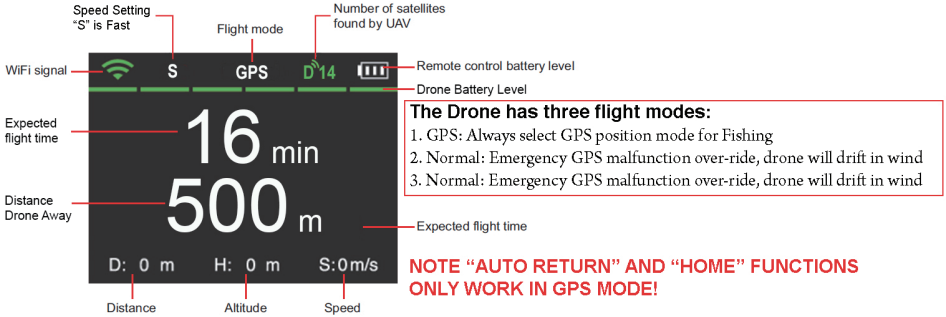 Speed Setting
“S” is Fast
Flight mode
Number of satellites
found by UAV
WiFi signal
S
GPS
D 14
Remote control battery level
Drone Battery Level
Expected
flight time
16 min
The Drone has three flight modes:
1. GPS: Always select GPS position mode for Fishing
2. Normal: Emergency GPS malfunction over-ride, drone will drift in wind
3. Normal: Emergency GPS malfunction over-ride, drone will drift in wind
Distance
Drone Away
500 m
Expected flight time
D: 0 m
H: 0 m
S:0m/s
NOTE “AUTO RETURN” AND “HOME” FUNCTIONS
ONLY WORK IN GPS MODE!
Distance
Altitude
Speed